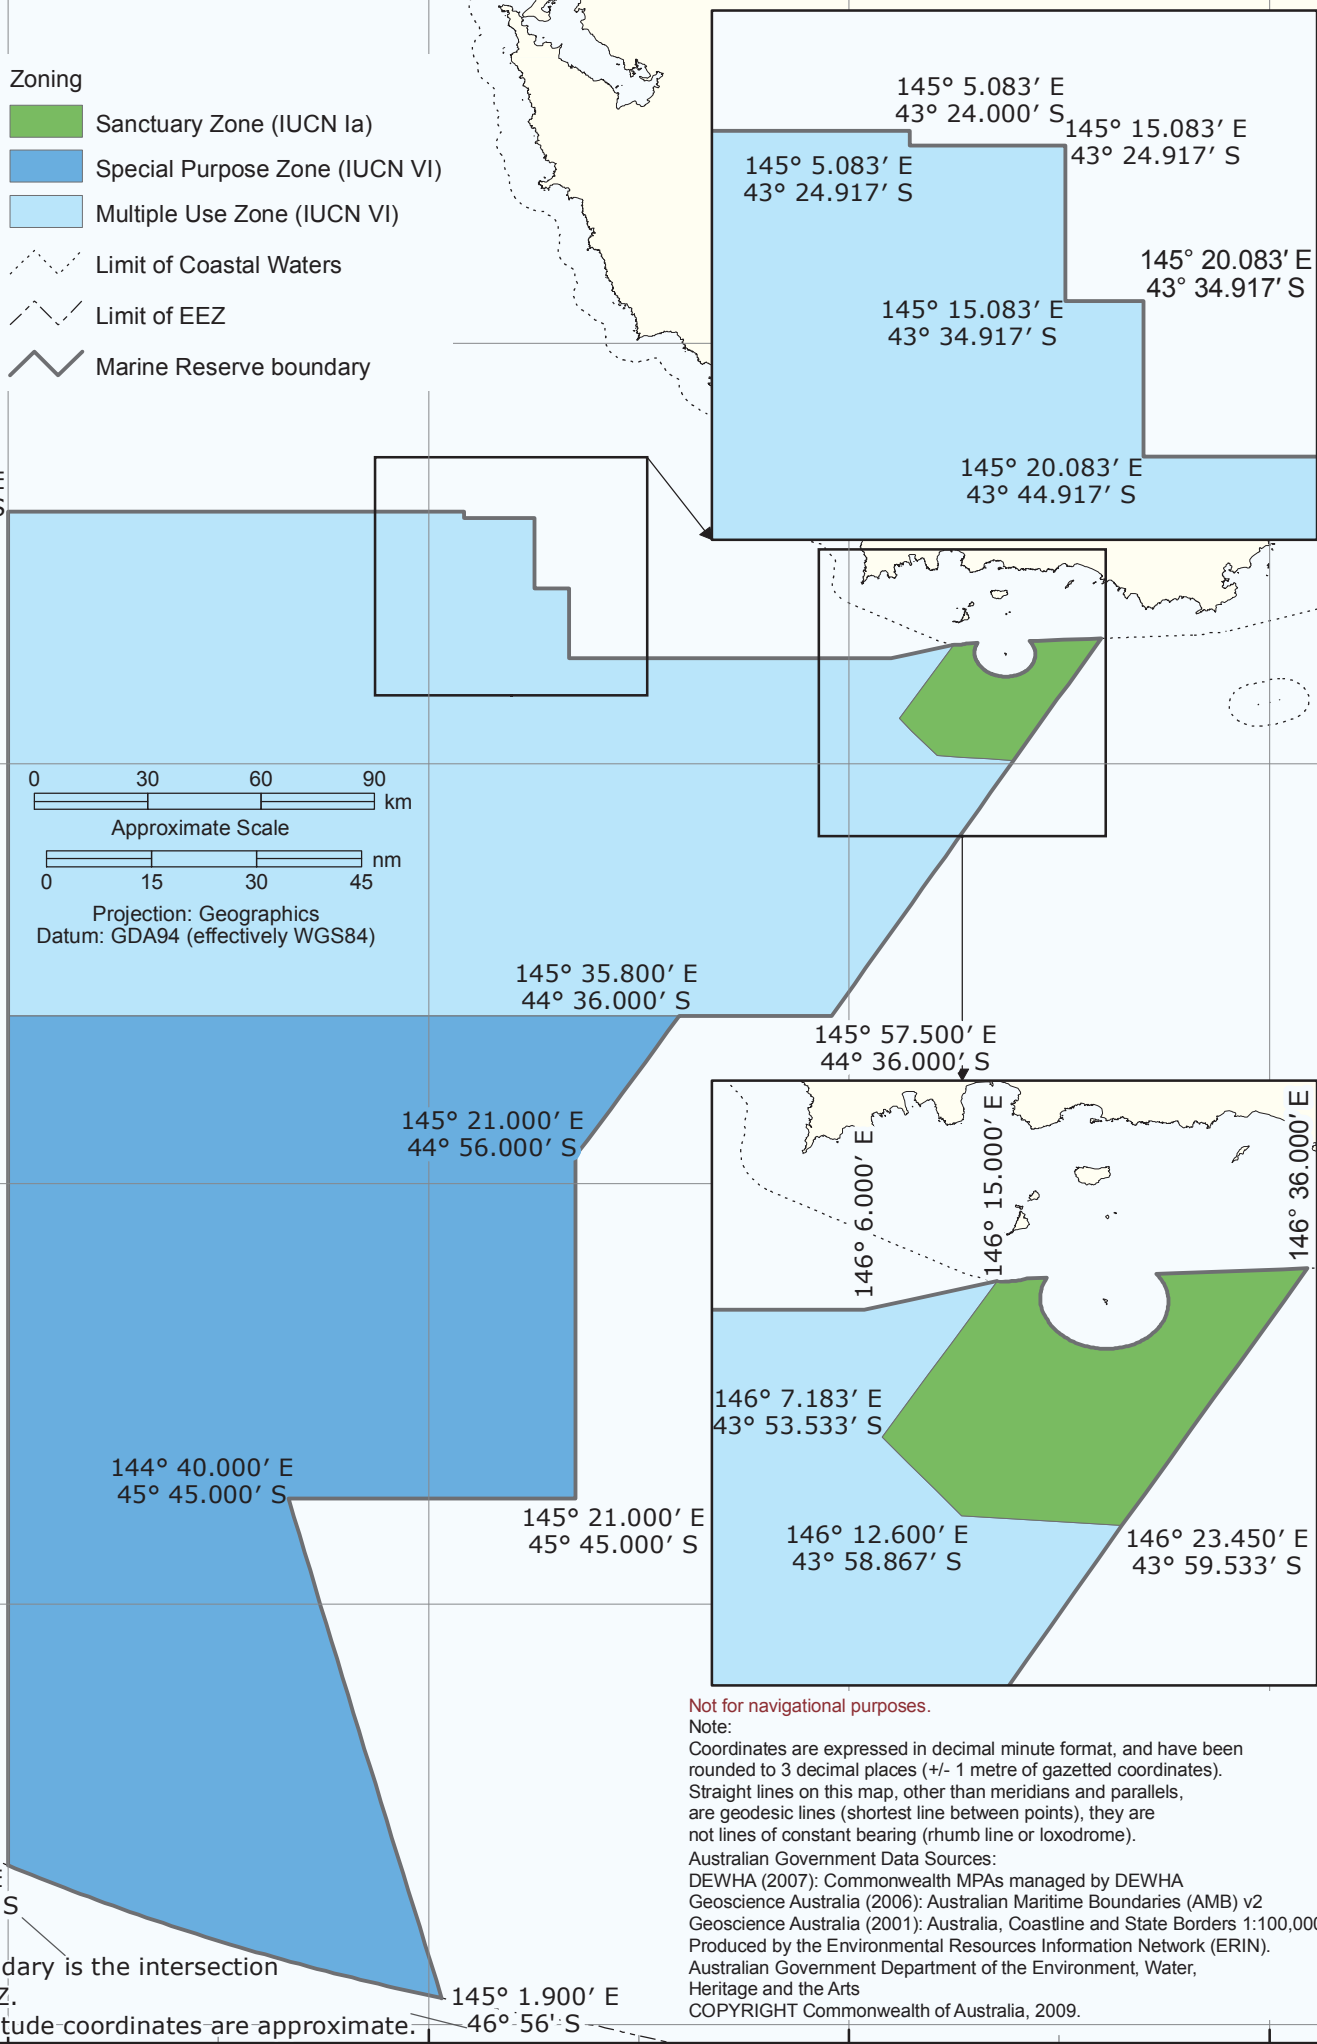 Zoning
Sanctuary Zone (IUCN Ia)
Special Purpose Zone (IUCN VI)
Multiple Use Zone (IUCN VI)
Limit of Coastal Waters
Limit of EEZ
Marine Reserve boundary
145° 5.083′ E
43° 24.000′ S
145° 15.083′ E
43° 24.917′ S
145° 5.083′ E
43° 24.917′ S
145° 20.083′ E
43° 34.917′ S
145° 15.083′ E
43° 34.917′ S
145° 20.083′ E
43° 44.917′ S
0 30 60 90
km
Approximate Scale
nm
0 15 30 45
Projection: Geographics
Datum: GDA94 (effectively WGS84)
145° 35.800′ E
44° 36.000′ S
145° 57.500′ E
44° 36.000′ S
145° 21.000′ E
44° 56.000′ S
146° 6.000′ E
146° 15.000′ E
146° 36.000′ E
146° 7.183′ E
43° 53.533′ S
146° 12.600′ E
43° 58.867′ S
146° 23.450′ E
43° 59.533′ S
144° 40.000′ E
45° 45.000′ S
145° 21.000′ E
45° 45.000′ S
Not for navigational purposes.
Note:
Coordinates are expressed in decimal minute format, and have been
rounded to 3 decimal places (+/- 1 metre of gazetted coordinates).
Straight lines on this map, other than meridians and parallels,
are geodesic lines (shortest line between points), they are
not lines of constant bearing (rhumb line or loxodrome).
Australian Government Data Sources:
DEWHA (2007): Commonwealth MPAs managed by DEWHA
Geoscience Australia (2006): Australian Maritime Boundaries (AMB) v2
Geoscience Australia (2001): Australia, Coastline and State Borders 1:100,000
Produced by the Environmental Resources Information Network (ERIN).
Australian Government Department of the Environment, Water,
Heritage and the Arts
COPYRIGHT Commonwealth of Australia, 2009.
S
dary is the intersection
Z.
tude coordinates are approximate.
145° 1.900′ E
46° 56' S